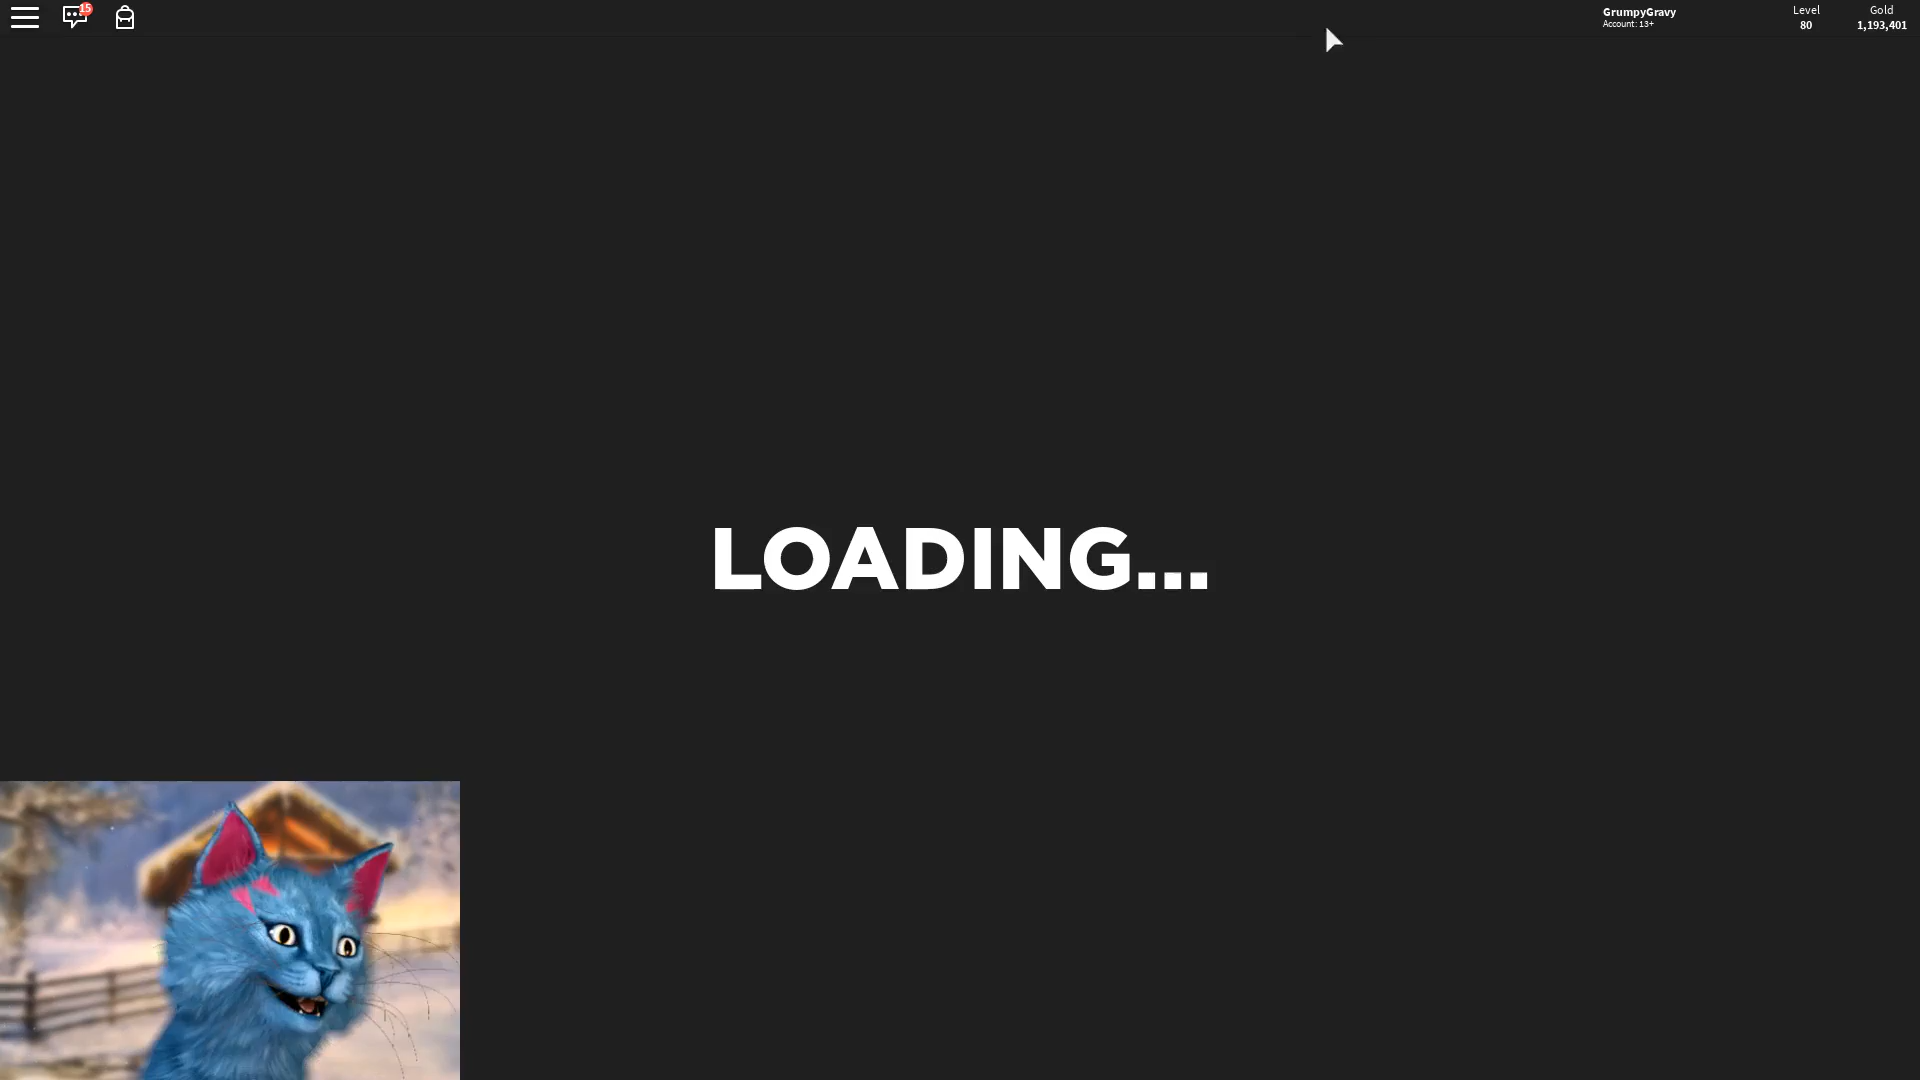 15
GrumpyGravy
Account: 13+
Level
80
Gold
1,193,401
LOADING...